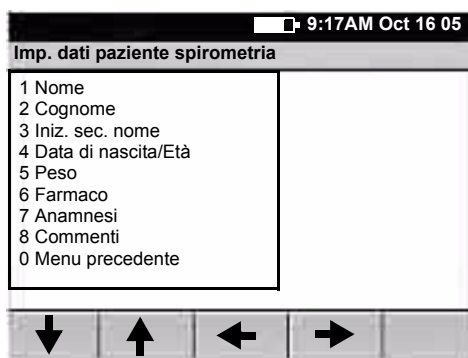 9:17AM Oct 16 05
Imp. dati paziente spirometria
1 Nome
2 Cognome
3 Iniz. sec. nome
4 Data di nascita/Età
5 Peso
6 Farmaco
7 Anamnesi
8 Commenti
0 Menu precedente